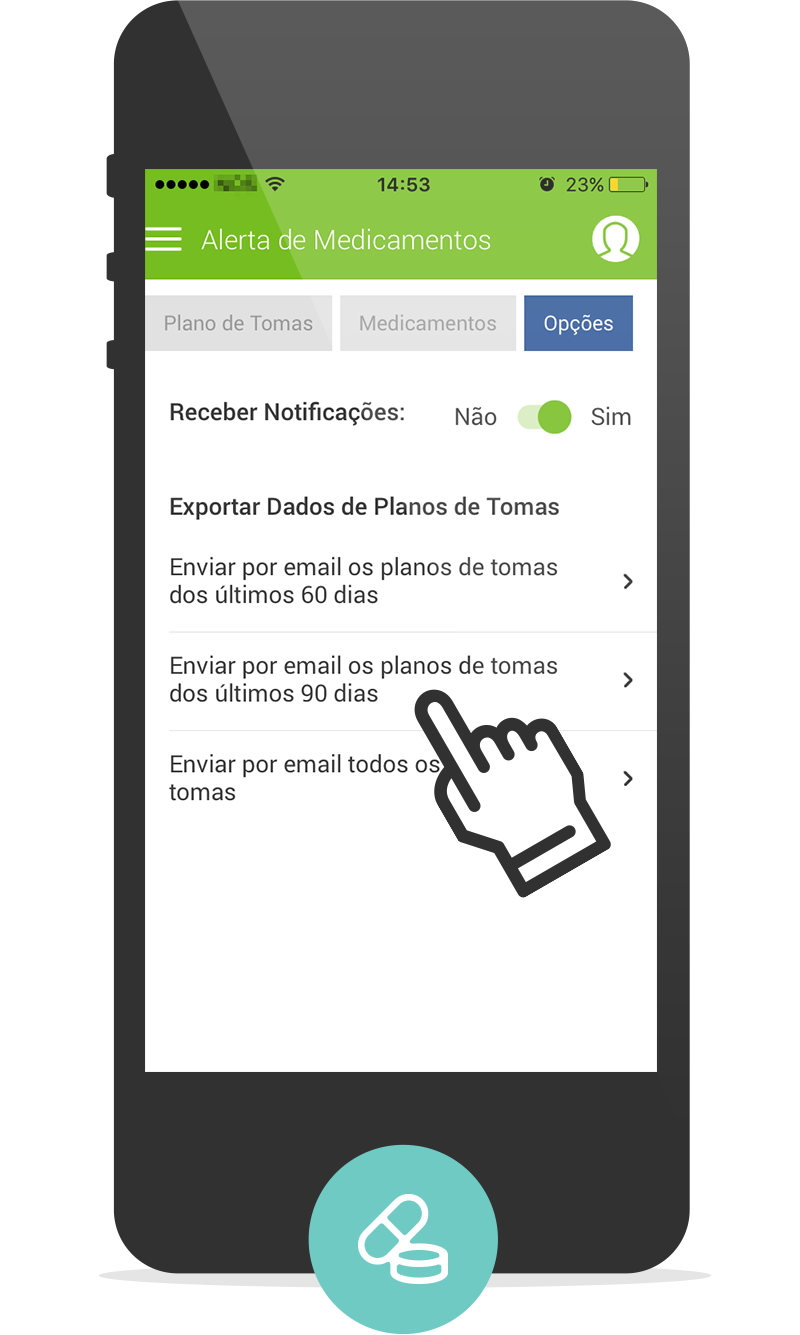 14:53 23%
Alerta de Medicamentos
Plano de Tomas Medicamentos Opções
Receber Notificações: Não Sim
Exportar Dados de Planos de Tomas
Enviar por email os planos de tomas
dos últimos 60 dias
Enviar por email os planos de tomas
dos últimos 90 dias
Enviar por email todos os
tomas